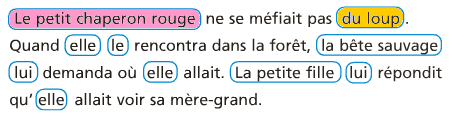 Le petit chaperon rouge ne se méfiait pas du loup.
Quand elle le rencontra dans la forêt, la bête sauvage
lui demanda où elle allait. La petite fille lui répondit
qu'elle allait voir sa mère-grand.